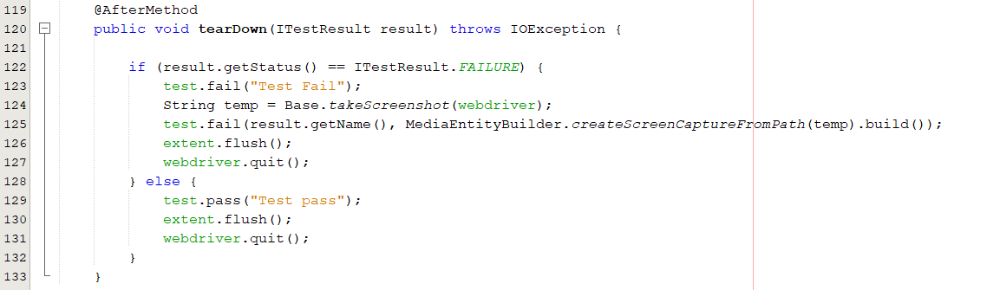 119 @AfterMethod
120 public void tearDown(ITestResult result) throws IOException {
121
122 if (result.getStatus() == ITestResult.FAILURE) {
123 test.fail("Test Fail");
124 String temp = Base.takeScreenshot(webdriver);
125 test.fail(result.getName(), MediaEntityBuilder.createScreenCaptureFromPath(temp).build());
126 extent.flush();
127 webdriver.quit();
128 } else {
129 test.pass("Test pass");
130 extent.flush();
131 webdriver.quit();
132 }
133 }